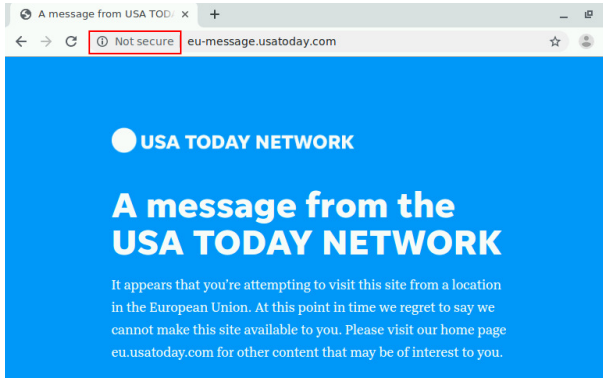 A message from USA TOD
Not secure eu-message.usatoday.com
USA TODAY NETWORK
A message from the
USA TODAY NETWORK
It appears that you're attempting to visit this site from a location
in the European Union. At this point in time we regret to say we
cannot make this site available to you. Please visit our home page
eu.usatoday.com for other content that may be of interest to you.